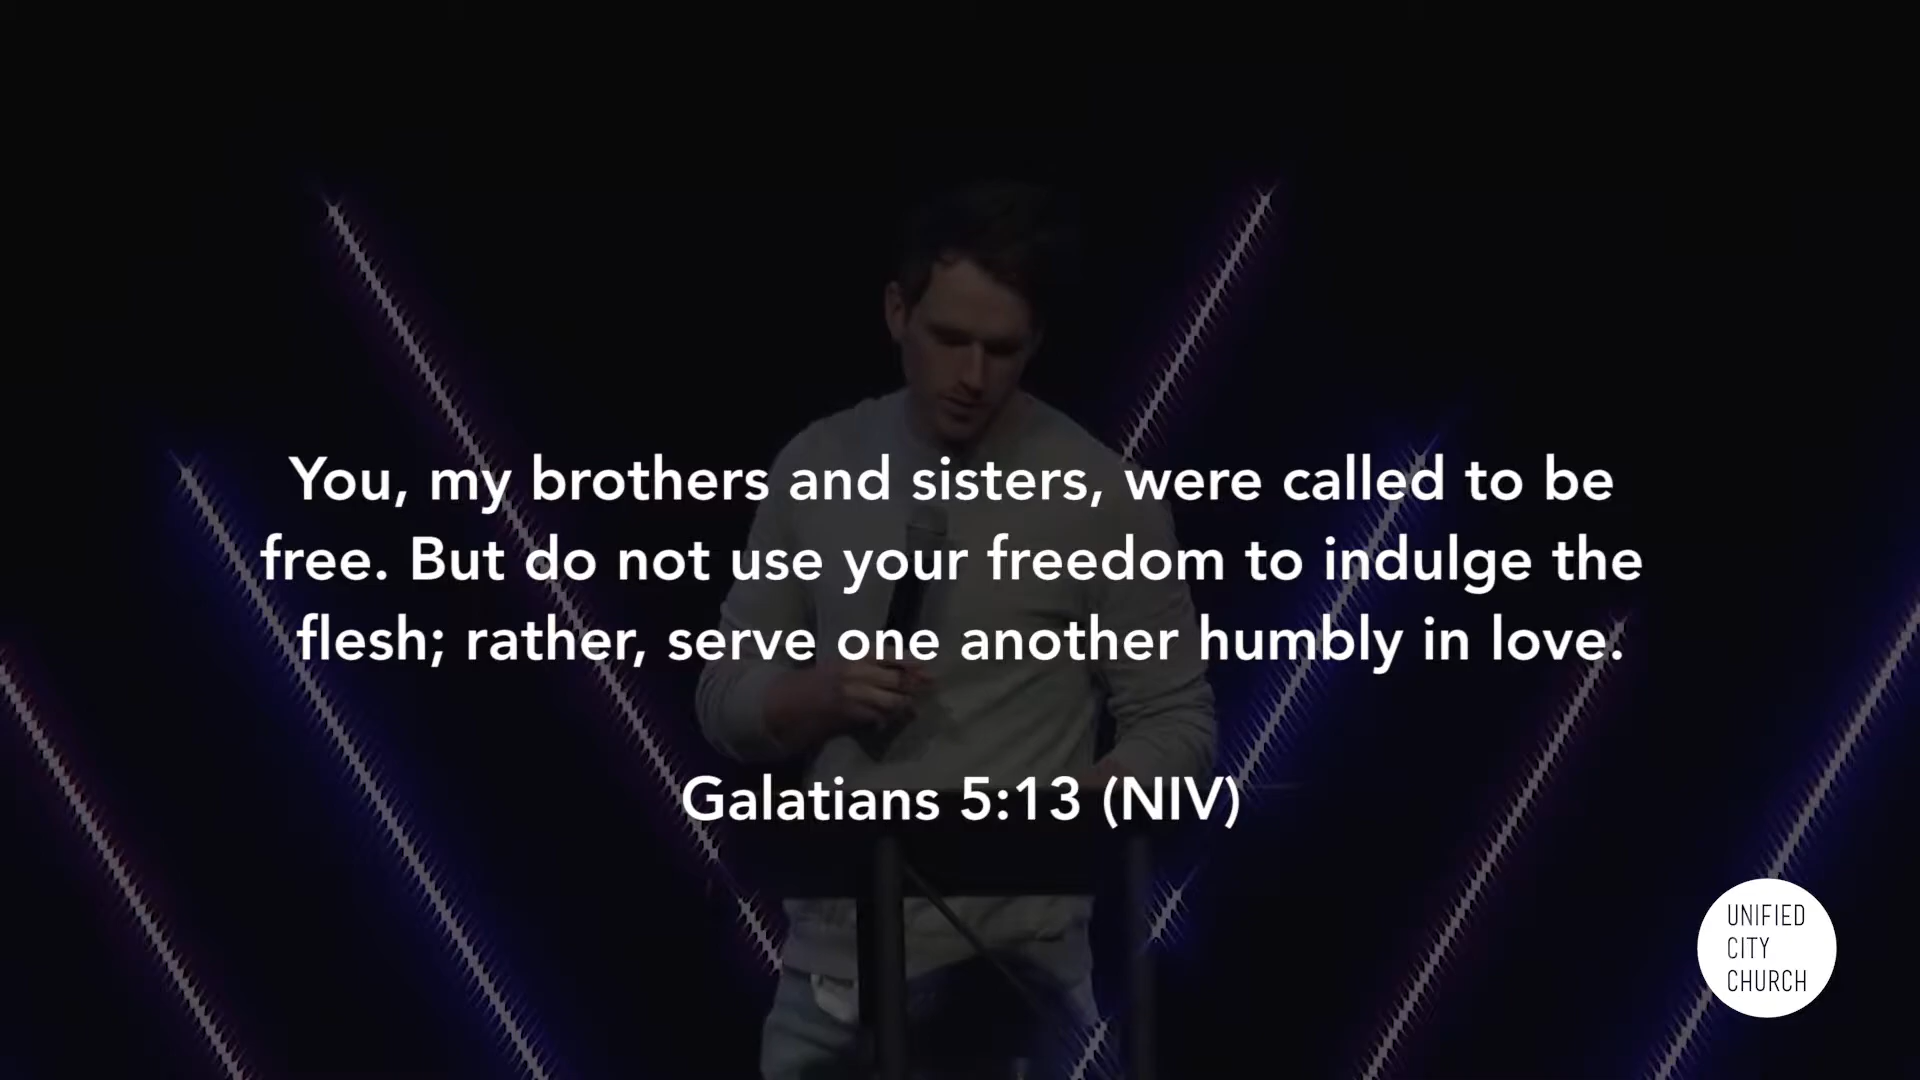 You, my brothers and sisters, were called to be
free. But do not use your freedom to indulge the
flesh; rather, serve one another humbly in love.
Galatians 5:13 (NIV)
UNIFIED
CITY
CHURCH